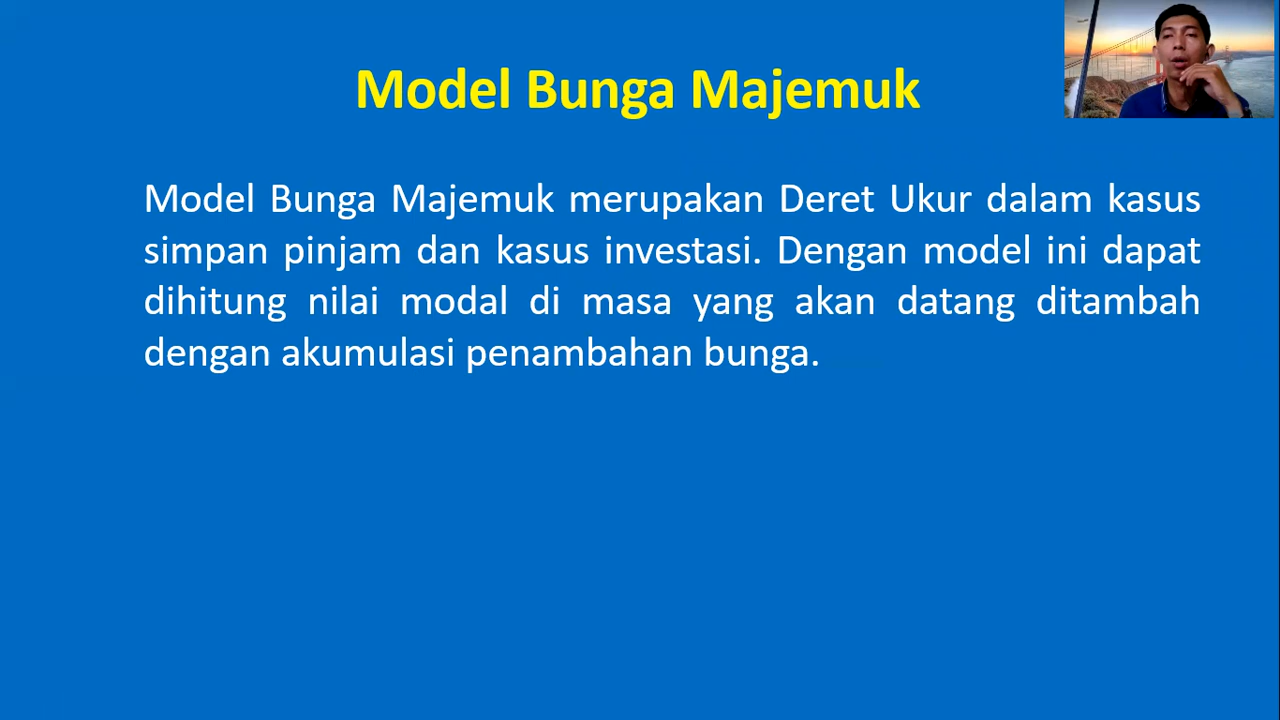 Model Bunga Majemuk
Model Bunga Majemuk merupakan Deret Ukur dalam kasus
simpan pinjam dan kasus investasi. Dengan model ini dapat
dihitung nilai modal di masa yang akan datang ditambah
dengan akumulasi penambahan bunga.